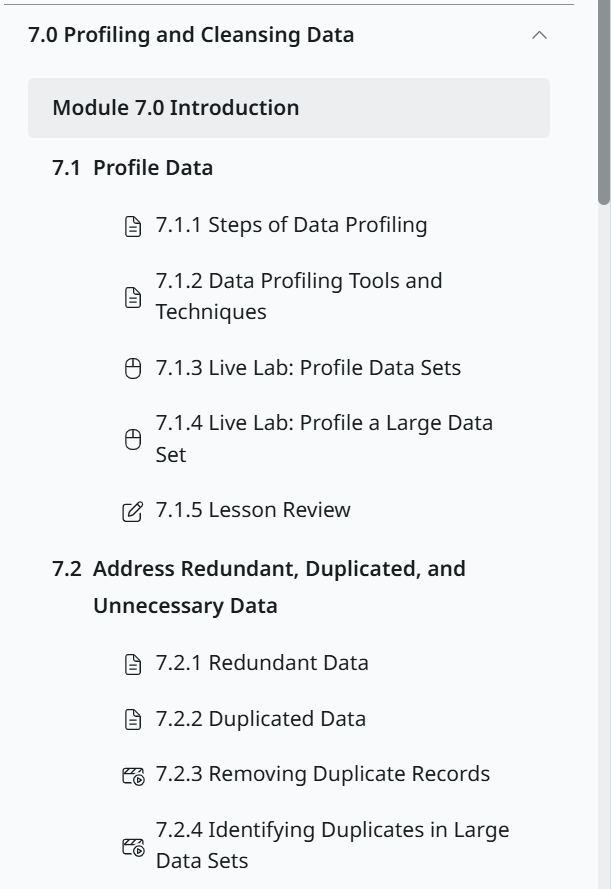 7.0 Profiling and Cleansing Data
Module 7.0 Introduction
7.1 Profile Data
7.1.1 Steps of Data Profiling
7.1.2 Data Profiling Tools and
Techniques
7.1.3 Live Lab: Profile Data Sets
7.1.4 Live Lab: Profile a Large Data
Set
7.1.5 Lesson Review
7.2 Address Redundant, Duplicated, and
Unnecessary Data
7.2.1 Redundant Data
7.2.2 Duplicated Data
7.2.3 Removing Duplicate Records
7.2.4 Identifying Duplicates in Large
Data Sets